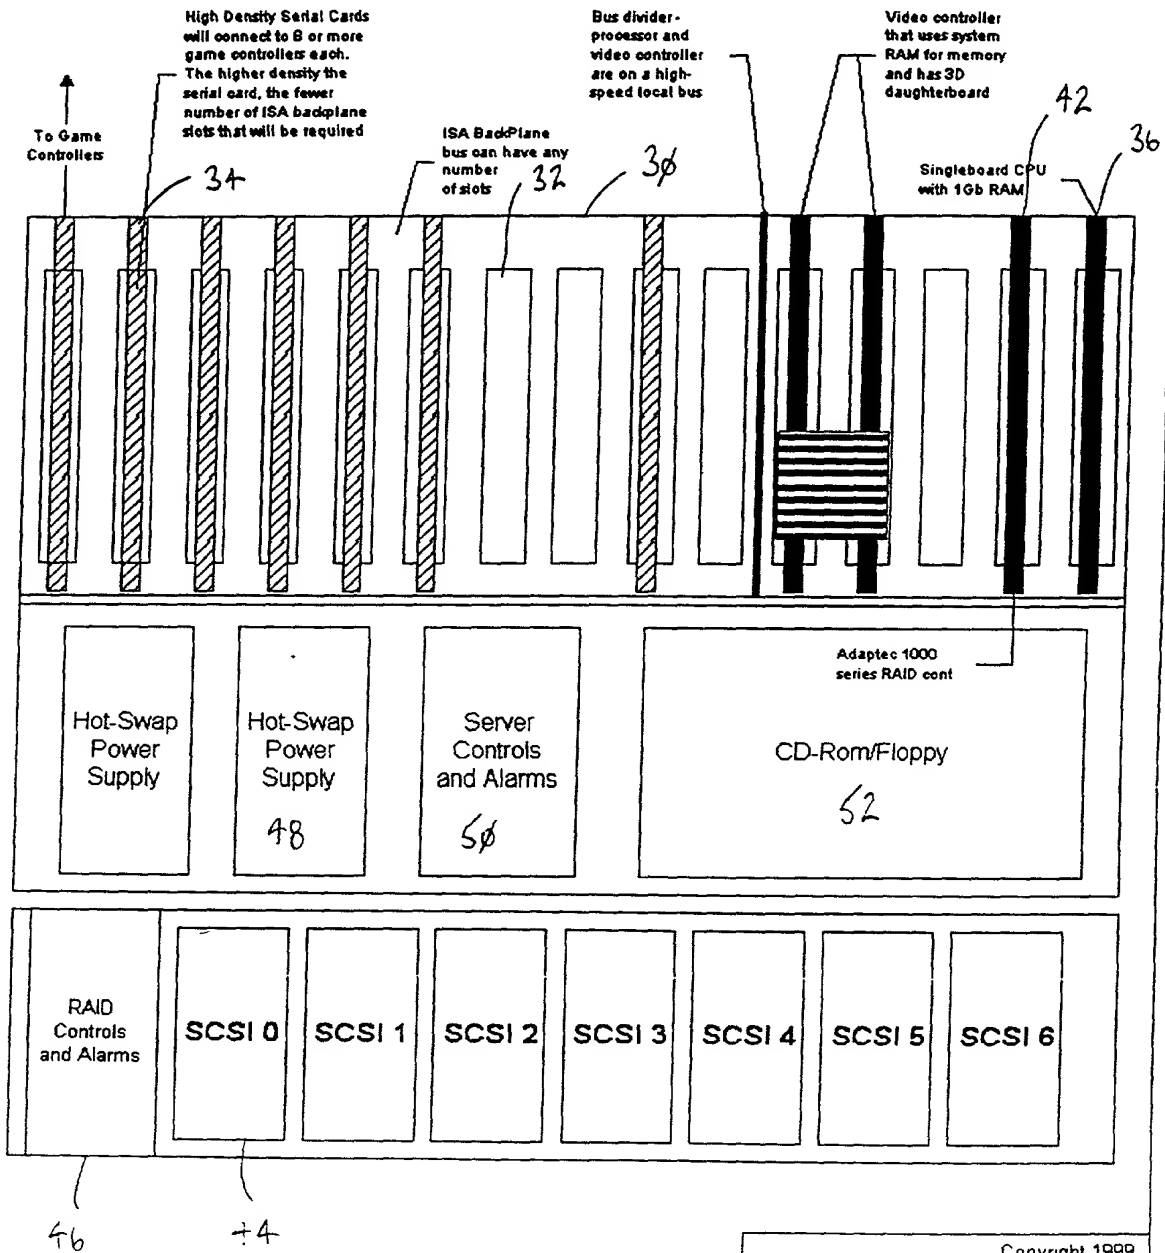 High Density Serial Cards
will connect to 8 or more
game controllers each.
The higher density the
serial card, the fewer
number of ISA backplane
slots that will be required
Bus divider-
processor and
video controller
are on a high-
speed local bus
Video controller
that uses system
RAM for memory
and has 3D
daughterboard
To Game
Controllers
ISA BackPlane
bus can have any
number
of slots
Singleboard CPU
with 1Gb RAM
34
32
30
42
36
Adaptec 1000
series RAID cont
Hot-Swap
Power
Supply
Hot-Swap
Power
Supply
48
Server
Controls
and Alarms
50
CD-Rom/Floppy
52
RAID
Controls
and Alarms
SCSI 0
SCSI 1
SCSI 2
SCSI 3
SCSI 4
SCSI 5
SCSI 6
46
44
Copyright 1999